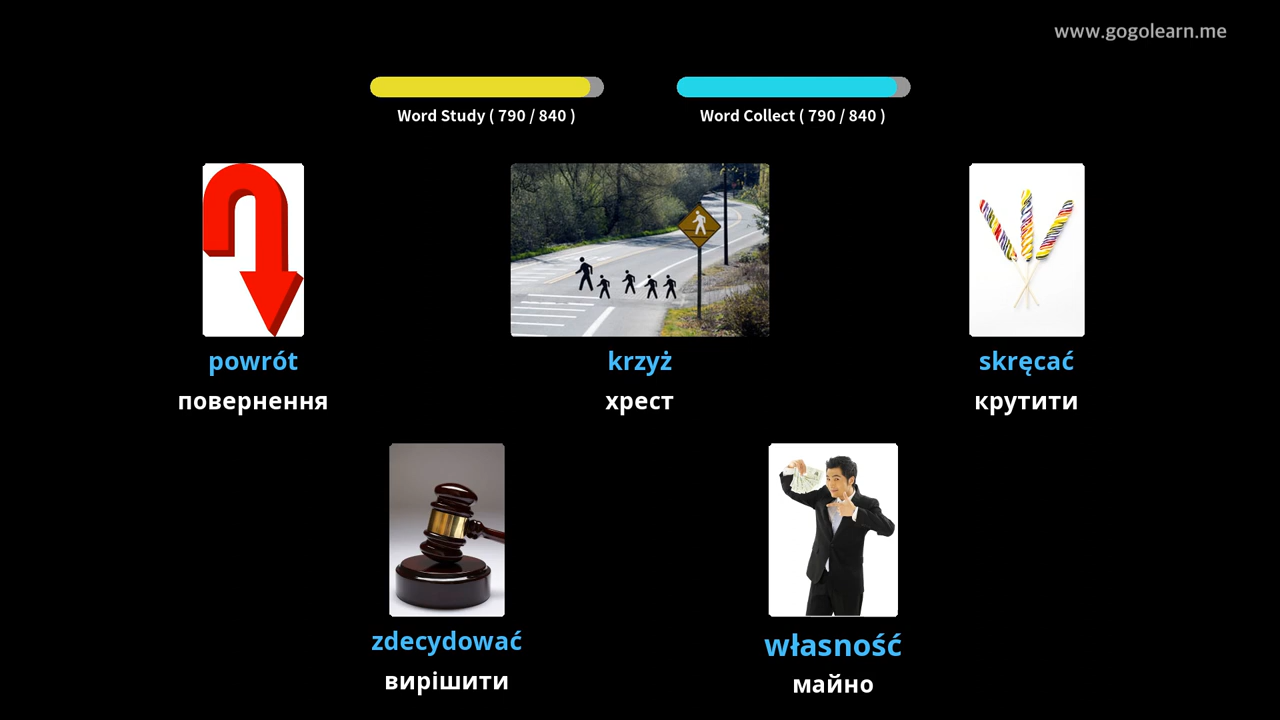 www.gogolearn.me
Word Study ( 790 / 840 )
Word Collect ( 790 / 840 )
powrót
krzyż
skręcać
повернення
хрест
крутити
zdecydować
własność
вирішити
майно